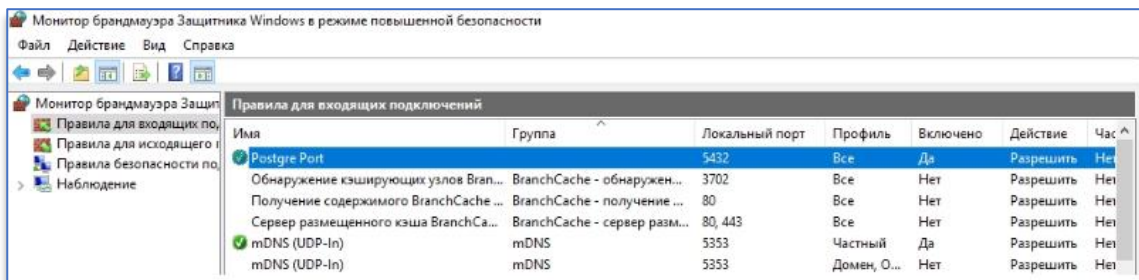 Монитор брандмауэра Защитника Windows в режиме повышенной безопасности
Файл Действие Вид Справка
Монитор брандмауэра Защит
Правила для входящих по,
Правила для исходящего г
Правила безопасности по,
Наблюдение
Правила для входящих подключений
Имя Группа Локальный порт Профиль Включено Действие Час
Postgre Port 5432 Все Да Разрешить Нет
Обнаружение кэширующих узлов Bran... BranchCache - обнаружен... 3702 Все Нет Разрешить Нет
Получение содержимого BranchCache ... BranchCache - получение ... 80 Все Нет Разрешить Нет
Сервер размещенного кэша BranchCa... BranchCache - сервер разм... 80, 443 Все Нет Разрешить Нет
mDNS (UDP-In) mDNS 5353 Частный Да Разрешить Нет
mDNS (UDP-In) mDNS 5353 Домен, О... Нет Разрешить Нет